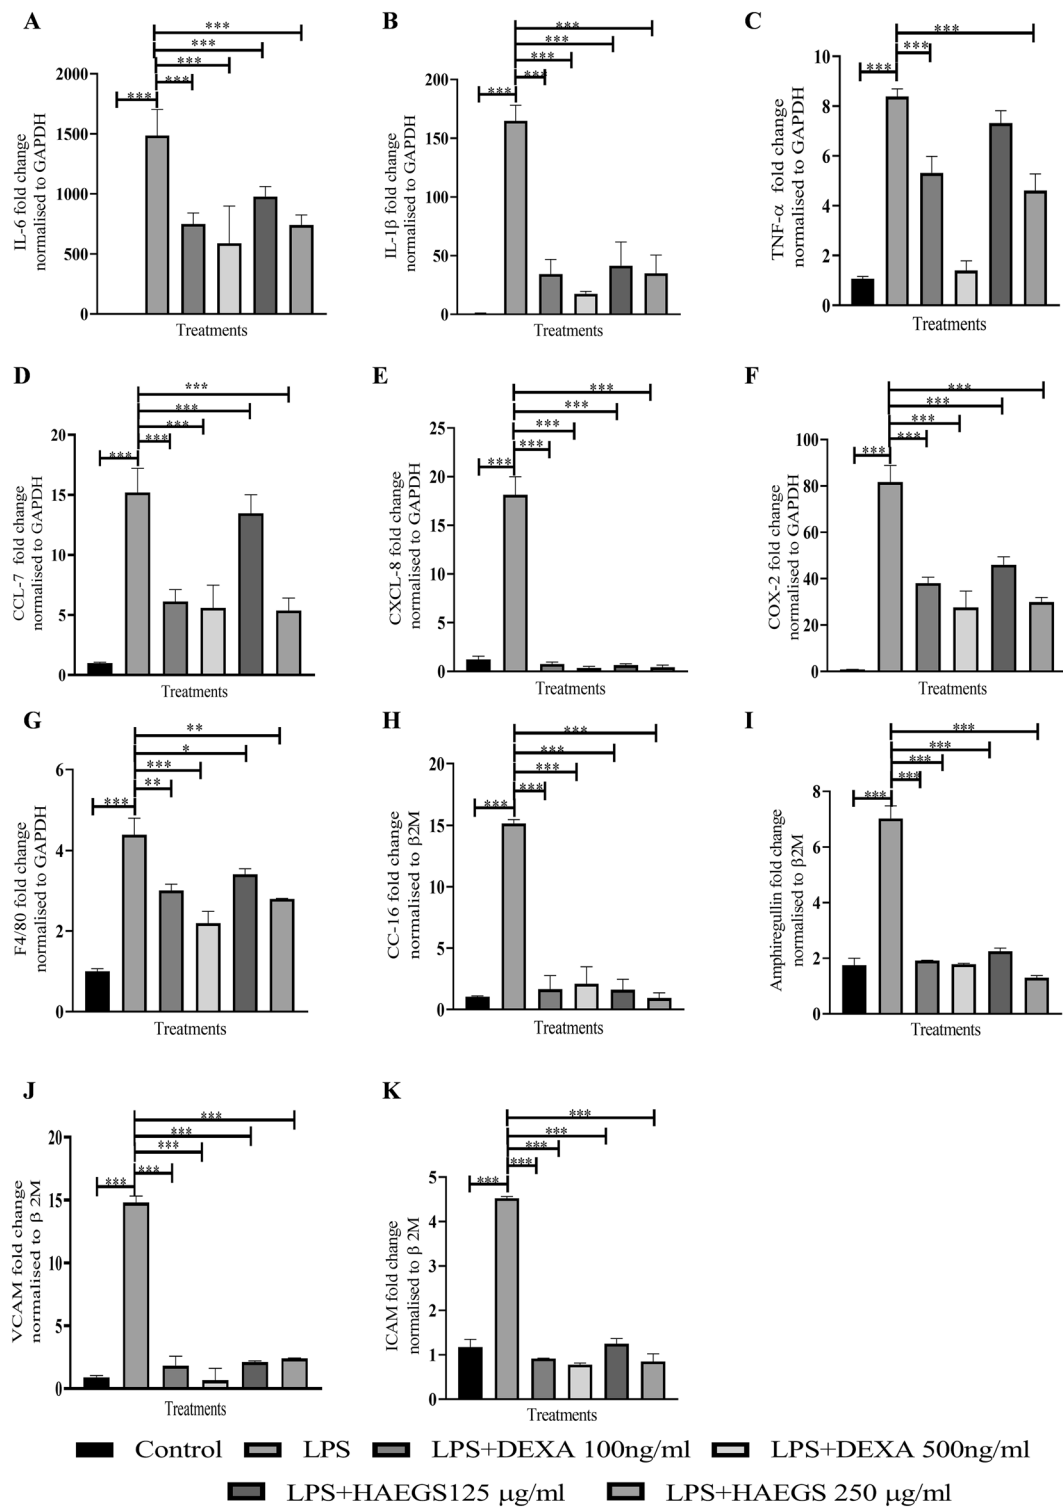 A
***
***
***
***
***
2000
1500
1000
500
0
IL-6 fold change
normalised to GAPDH
Treatments
B
***
***
***
***
***
200
150
100
50
0
IL-1β fold change
normalised to GAPDH
Treatments
C
***
***
***
10
8
6
4
2
0
TNF-α fold change
normalised to GAPDH
Treatments
D
***
***
***
***
***
20
15
10
5
0
CCL-7 fold change
normalised to GAPDH
Treatments
E
***
***
***
***
***
25
20
15
10
5
0
CXCL-8 fold change
normalised to GAPDH
Treatments
F
***
***
***
***
***
100
80
60
40
20
0
COX-2 fold change
normalised to GAPDH
Treatments
G
**
*
***
**
***
6
4
2
0
F4/80 fold change
normalised to GAPDH
Treatments
H
***
***
***
***
***
20
15
10
5
0
CC-16 fold change
normalised to β2M
Treatments
I
***
***
***
***
***
8
6
4
2
0
Amphiregullin fold change
normalised to β2M
Treatments
J
***
***
***
***
***
20
15
10
5
0
VCAM fold change
normalised to β 2M
Treatments
K
***
***
***
***
***
5
4
3
2
1
0
ICAM fold change
normalised to β 2M
Treatments
Control LPS LPS+DEXA 100ng/ml LPS+DEXA 500ng/ml
LPS+HAEGS125 µg/ml LPS+HAEGS 250 µg/ml